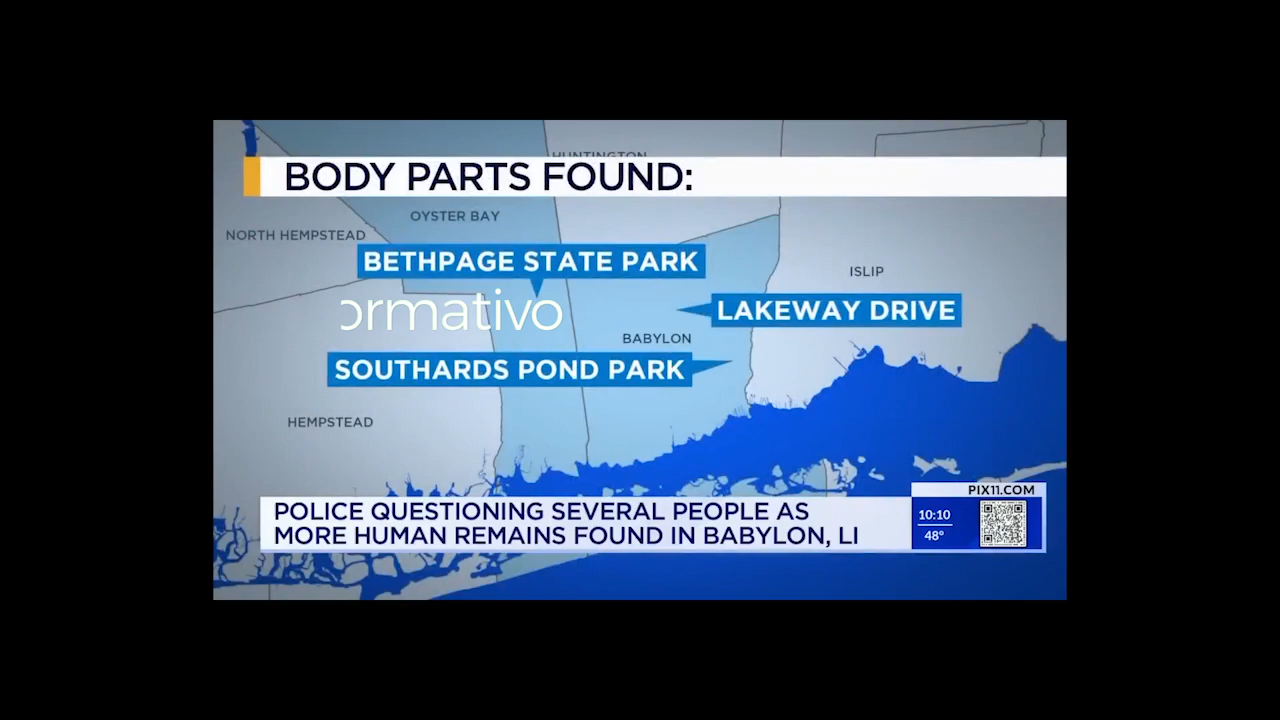 HUNTINGTON
BODY PARTS FOUND:
OYSTER BAY
NORTH HEMPSTEAD
BETHPAGE STATE PARK
ISLIP
ormativo
LAKEWAY DRIVE
BABYLON
SOUTHARDS POND PARK
HEMPSTEAD
PIX11.COM
POLICE QUESTIONING SEVERAL PEOPLE AS
MORE HUMAN REMAINS FOUND IN BABYLON, LI
10:10
48°